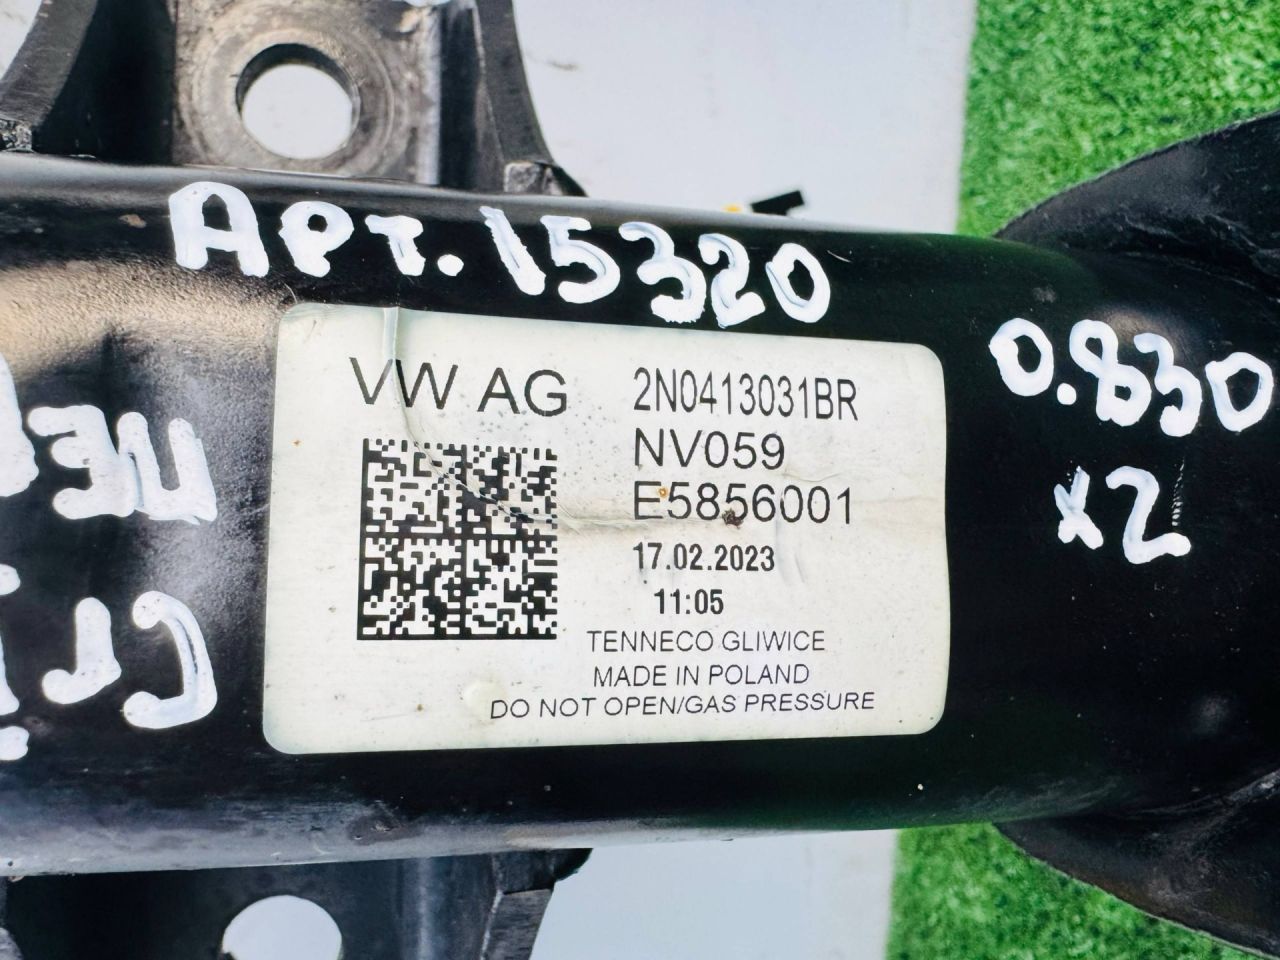 Арт. 15320
0.830
x2
VW AG
2N0413031BR
NV059
E5856001
17.02.2023
11:05
TENNECO GLIWICE
MADE IN POLAND
DO NOT OPEN/GAS PRESSURE